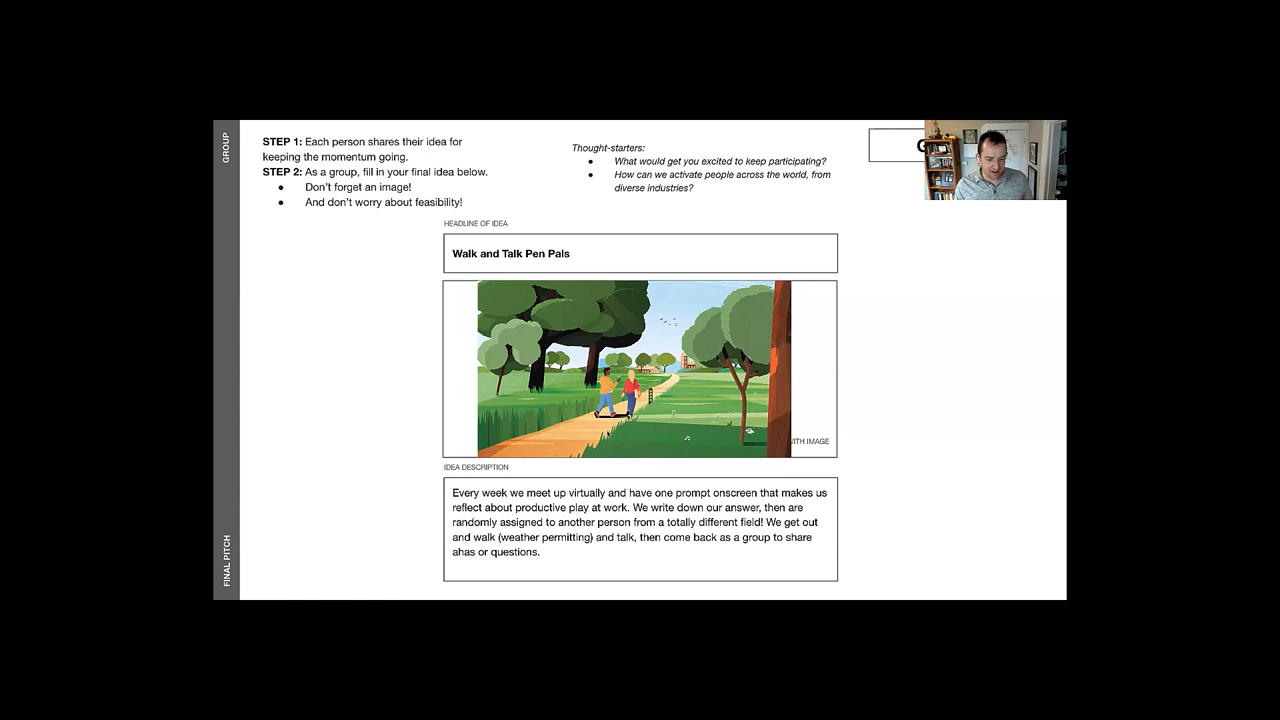 GROUP
STEP 1: Each person shares their idea for
keeping the momentum going.
STEP 2: As a group, fill in your final idea below.
● Don't forget an image!
● And don't worry about feasibility!
Thought-starters:
● What would get you excited to keep participating?
● How can we activate people across the world, from
diverse industries?
HEADLINE OF IDEA
Walk and Talk Pen Pals
WITH IMAGE
IDEA DESCRIPTION
Every week we meet up virtually and have one prompt onscreen that makes us
reflect about productive play at work. We write down our answer, then are
randomly assigned to another person from a totally different field! We get out
and walk (weather permitting) and talk, then come back as a group to share
ahas or questions.
FINAL PITCH